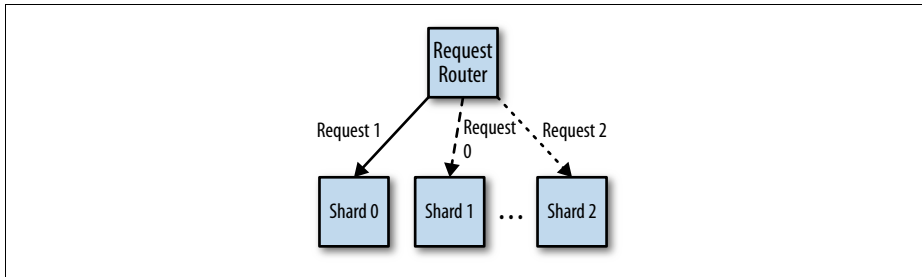 Request
Router
Request 1
Request
0
Request 2
Shard 0
Shard 1
...
Shard 2